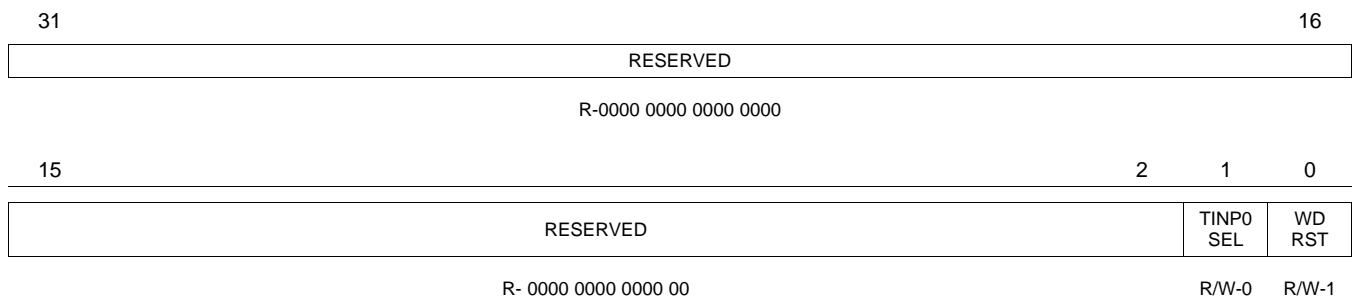 31 16
RESERVED
R-0000 0000 0000 0000
15 2 1 0
RESERVED TINP0 SEL WD RST
R- 0000 0000 0000 00 R/W-0 R/W-1